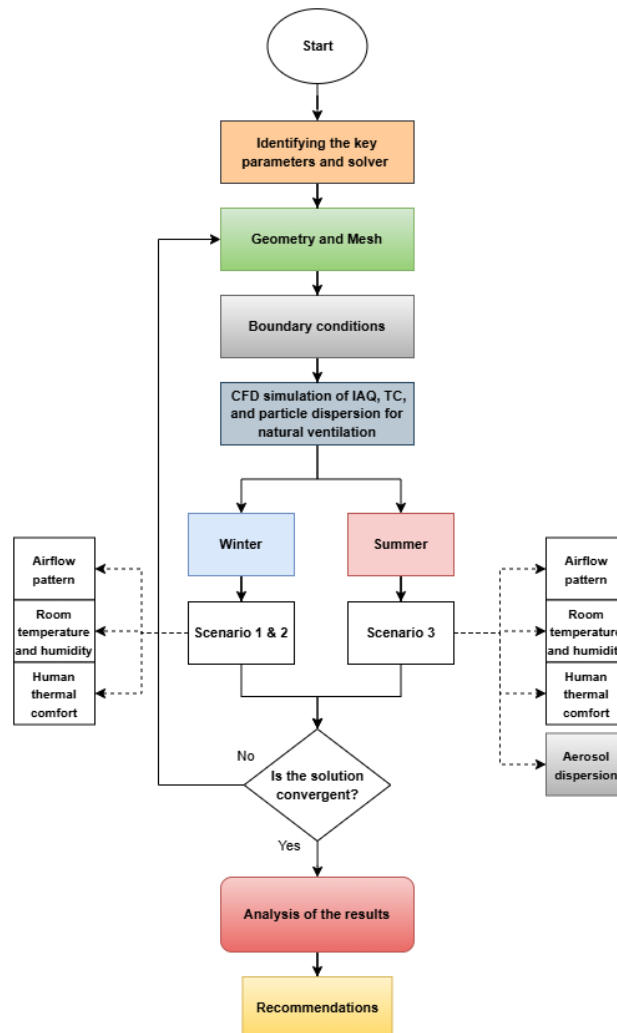 Start
Identifying the key
parameters and solver
Geometry and Mesh
Boundary conditions
CFD simulation of IAQ, TC,
and particle dispersion for
natural ventilation
Winter
Summer
Airflow
pattern
Room
temperature
and humidity
Human
thermal
comfort
Scenario 1 & 2
Scenario 3
Airflow
pattern
Room
temperature
and humidity
Human
thermal
comfort
Aerosol
dispersion
No
Is the solution
convergent?
Yes
Analysis of the results
Recommendations